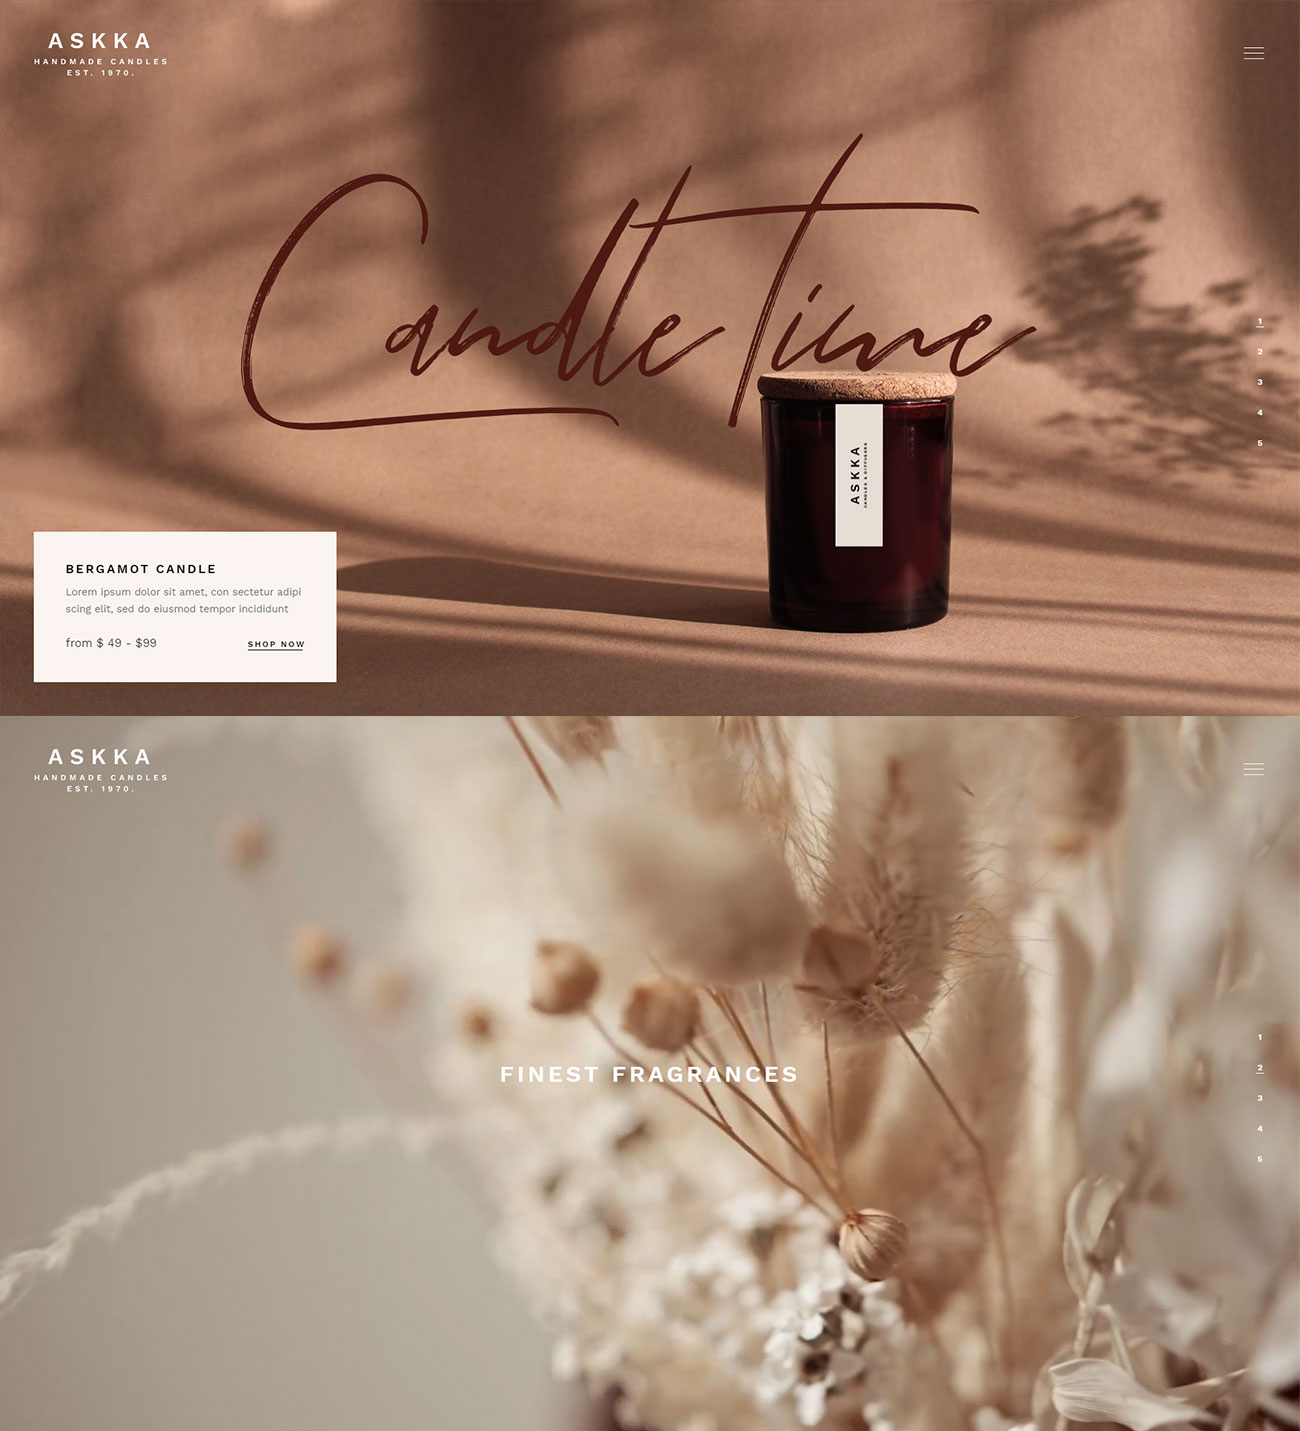 ASKKA
HANDMADE CANDLES
EST. 1970.
Candle time
1
2
3
4
5
ASKKA
CANDLES & DIFFUSERS
BERGAMOT CANDLE
Lorem ipsum dolor sit amet, con sectetur adipi
scing elit, sed do eiusmod tempor incididunt
from $ 49 - $99
SHOP NOW
ASKKA
HANDMADE CANDLES
EST. 1970.
FINEST FRAGRANCES
1
2
3
4
5